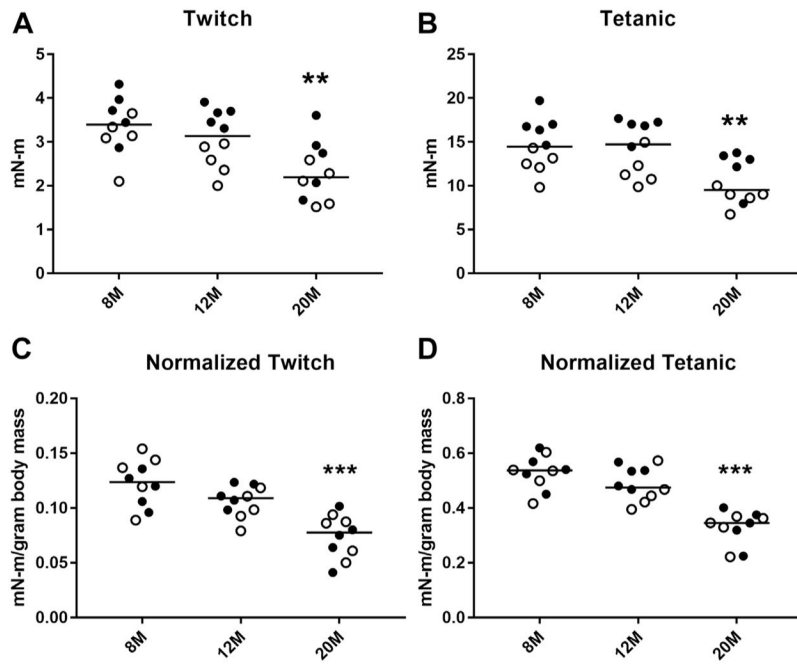 A
Twitch
**
mN-m
5
4
3
2
1
0
8M
12M
20M
B
Tetanic
**
mN-m
25
20
15
10
5
0
8M
12M
20M
C
Normalized Twitch
***
mN-m/gram body mass
0.20
0.15
0.10
0.05
0.00
8M
12M
20M
D
Normalized Tetanic
***
mN-m/gram body mass
0.8
0.6
0.4
0.2
0.0
8M
12M
20M